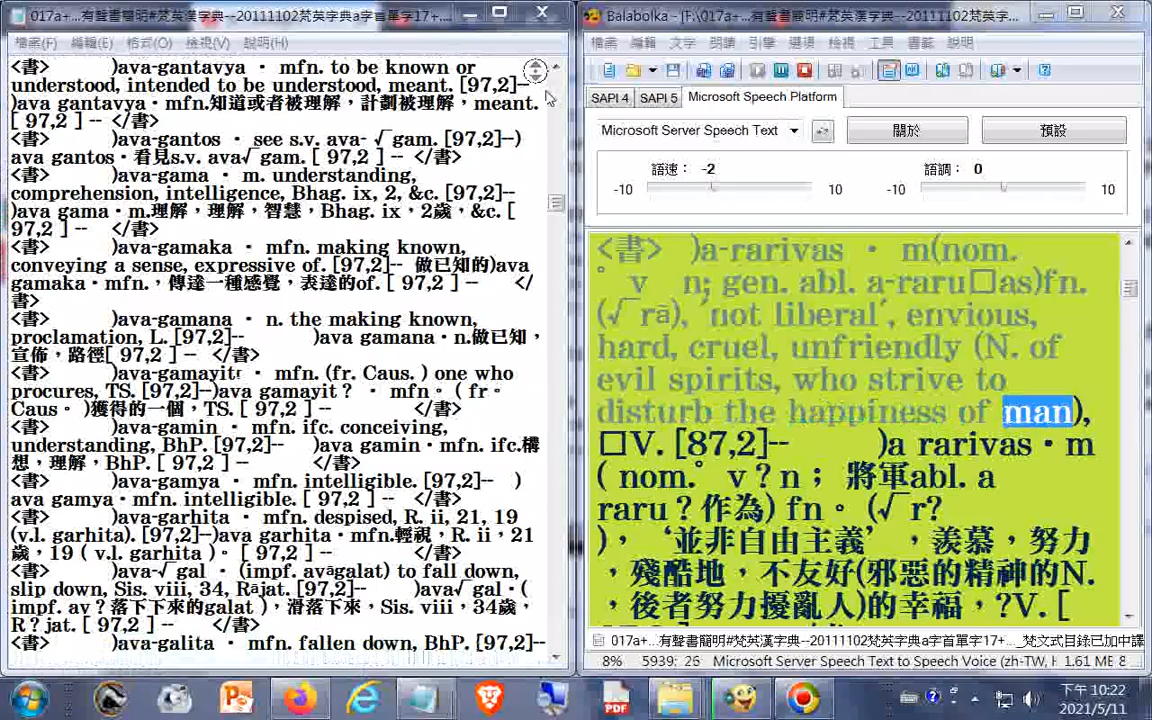 017a+...有聲書簡明#梵英漢字典--20111102梵英字典a字首單字17+...
檔案(F) 編輯(E) 格式(O) 檢視(V) 說明(H)
<書> )ava-gantavya ‧ mfn. to be known or
understood, intended to be understood, meant. [97,2]--
)ava gantavya‧mfn.知道或者被理解，計劃被理解，meant.
[ 97,2 ] -- </書>
<書> )ava-gantos ‧ see s.v. ava-√gam. [97,2]--)
ava gantos‧看見s.v. ava√gam. [ 97,2 ] -- </書>
<書> )ava-gama ‧ m. understanding,
comprehension, intelligence, Bhag. ix, 2, &c. [97,2]--
)ava gama‧m.理解，理解，智慧，Bhag. ix，2歲，&c. [
97,2 ] -- </書>
<書> )ava-gamaka ‧ mfn. making known,
conveying a sense, expressive of. [97,2]-- 做已知的)ava
gamaka‧mfn.，傳達一種感覺，表達的of. [ 97,2 ] -- </
書>
<書> )ava-gamana ‧ n. the making known,
proclamation, L. [97,2]-- )ava gamana‧n.做已知，
宣佈，路徑[ 97,2 ] -- </書>
<書> )ava-gamayitr ‧ mfn. (fr. Caus. ) one who
procures, TS. [97,2]--)ava gamayit？ ‧ mfn。( fr。
Caus。 )獲得的一個，TS. [ 97,2 ] -- </書>
<書> )ava-gamin ‧ mfn. ifc. conceiving,
understanding, BhP. [97,2]-- )ava gamin‧mfn. ifc.構
想，理解，BhP. [ 97,2 ] -- </書>
<書> )ava-gamya ‧ mfn. intelligible. [97,2]-- )
ava gamya‧mfn. intelligible. [ 97,2 ] -- </書>
<書> )ava-garhita ‧ mfn. despised, R. ii, 21, 19
(v.l. garhita). [97,2]--)ava garhita‧mfn.輕視，R. ii，21
歲，19 ( v.l. garhita )。 [ 97,2 ] -- </書>
<書> )ava-√gal ‧ (impf. avāgalat) to fall down,
slip down, Sis. viii, 34, Rājat. [97,2]-- )ava√gal‧(
impf. av？落下下來的galat )，滑落下來，Sis. viii，34歲，
R？jat. [ 97,2 ] -- </書>
<書> )ava-galita ‧ mfn. fallen down, BhP. [97,2]--
Balabolka - [F:\017a+...有聲書簡明#梵英漢字典--20111102梵英字典...
檔案 編輯 文字 朗讀 引擎 選項 檢視 工具 書籤 說明
SAPI 4 SAPI 5 Microsoft Speech Platform
Microsoft Server Speech Text 關於 預設
語速： -2 語調： 0
-10 10 -10 10
<書> )a-rarivas ‧ m(nom.
° v n; gen. abl. a-raru□as)fn.
(√rā), 'not liberal', envious,
hard, cruel, unfriendly (N. of
evil spirits, who strive to
disturb the happiness of man),
□V. [87,2]-- )a rarivas‧m
( nom.° v？n； 將軍abl. a
raru？作為) fn。 (√r?
)，‘並非自由主義’，羨慕，努力
，殘酷地，不友好(邪惡的精神的N.
，後者努力擾亂人)的幸福，?V. [
017a+...有聲書簡明#梵英漢字典--20111102梵英字典a字首單字17+..._梵文式目錄已加中譯
8% 5939: 26 Microsoft Server Speech Text to Speech Voice (zh-TW, 1.61 ME 8
下午 10:22
2021/5/11